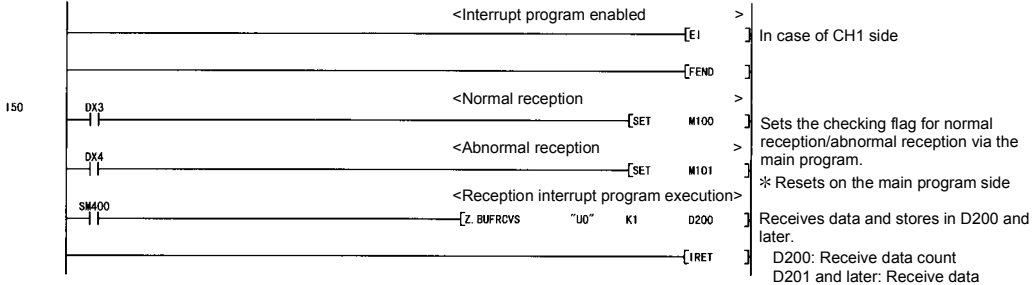 <Interrupt program enabled >
[EI ] In case of CH1 side
[FEND ]
<Normal reception >
I50 DX3 [SET M100 ] Sets the checking flag for normal
reception/abnormal reception via the
main program.
<Abnormal reception >
DX4 [SET M101 ]
* Resets on the main program side
<Reception interrupt program execution>
SM400 [Z.BUFRCVS "U0" K1 D200 ] Receives data and stores in D200 and
later.
D200: Receive data count
[IRET ]
D201 and later: Receive data